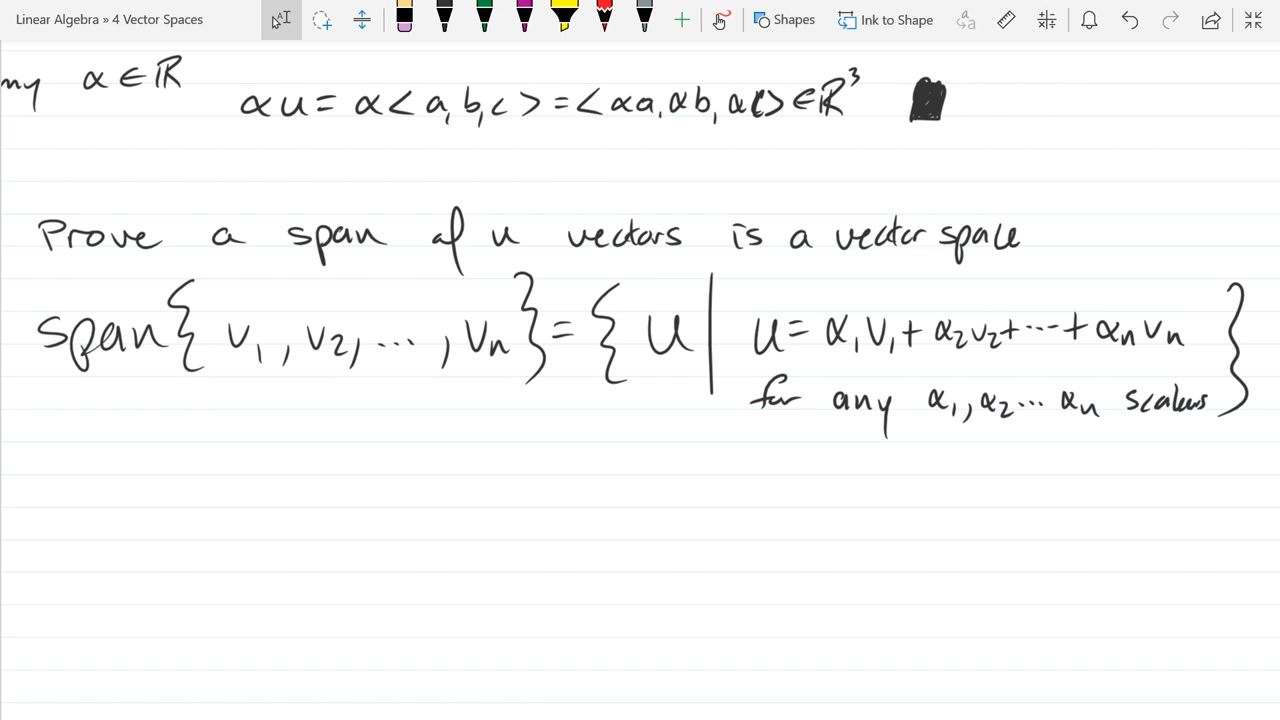 Linear Algebra » 4 Vector Spaces
Shapes
Ink to Shape
ny α ∈ ℝ
αu = α<a, b, c> = <αa, αb, αc> ∈ ℝ³
Prove a span of n vectors is a vector space
span{v₁, v₂, ..., vₙ} = {u | u = α₁v₁ + α₂v₂ + ... + αₙvₙ
for any α₁, α₂ ... αₙ scalars}